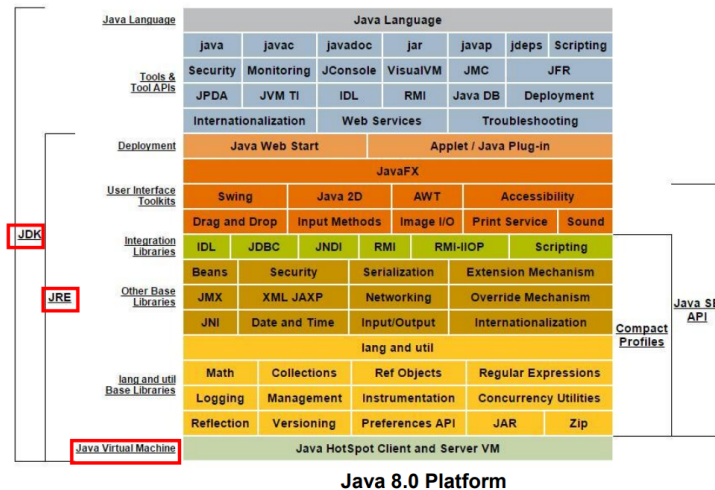 Java Language Java Language
java javac javadoc jar javap jdeps Scripting
Security Monitoring JConsole VisualVM JMC JFR
Tools &
Tool APIs
JPDA JVM TI IDL RMI Java DB Deployment
Internationalization Web Services Troubleshooting
Deployment Java Web Start Applet / Java Plug-in
JavaFX
User Interface
Toolkits
Swing Java 2D AWT Accessibility
Drag and Drop Input Methods Image I/O Print Service Sound
JDK
Integration
Libraries
IDL JDBC JNDI RMI RMI-IIOP Scripting
Beans Security Serialization Extension Mechanism
JRE
Other Base
Libraries
JMX XML JAXP Networking Override Mechanism
JNI Date and Time Input/Output Internationalization
Compact
Profiles
Java SE
API
lang and util
lang and util
Base Libraries
Math Collections Ref Objects Regular Expressions
Logging Management Instrumentation Concurrency Utilities
Reflection Versioning Preferences API JAR Zip
Java Virtual Machine Java HotSpot Client and Server VM
Java 8.0 Platform